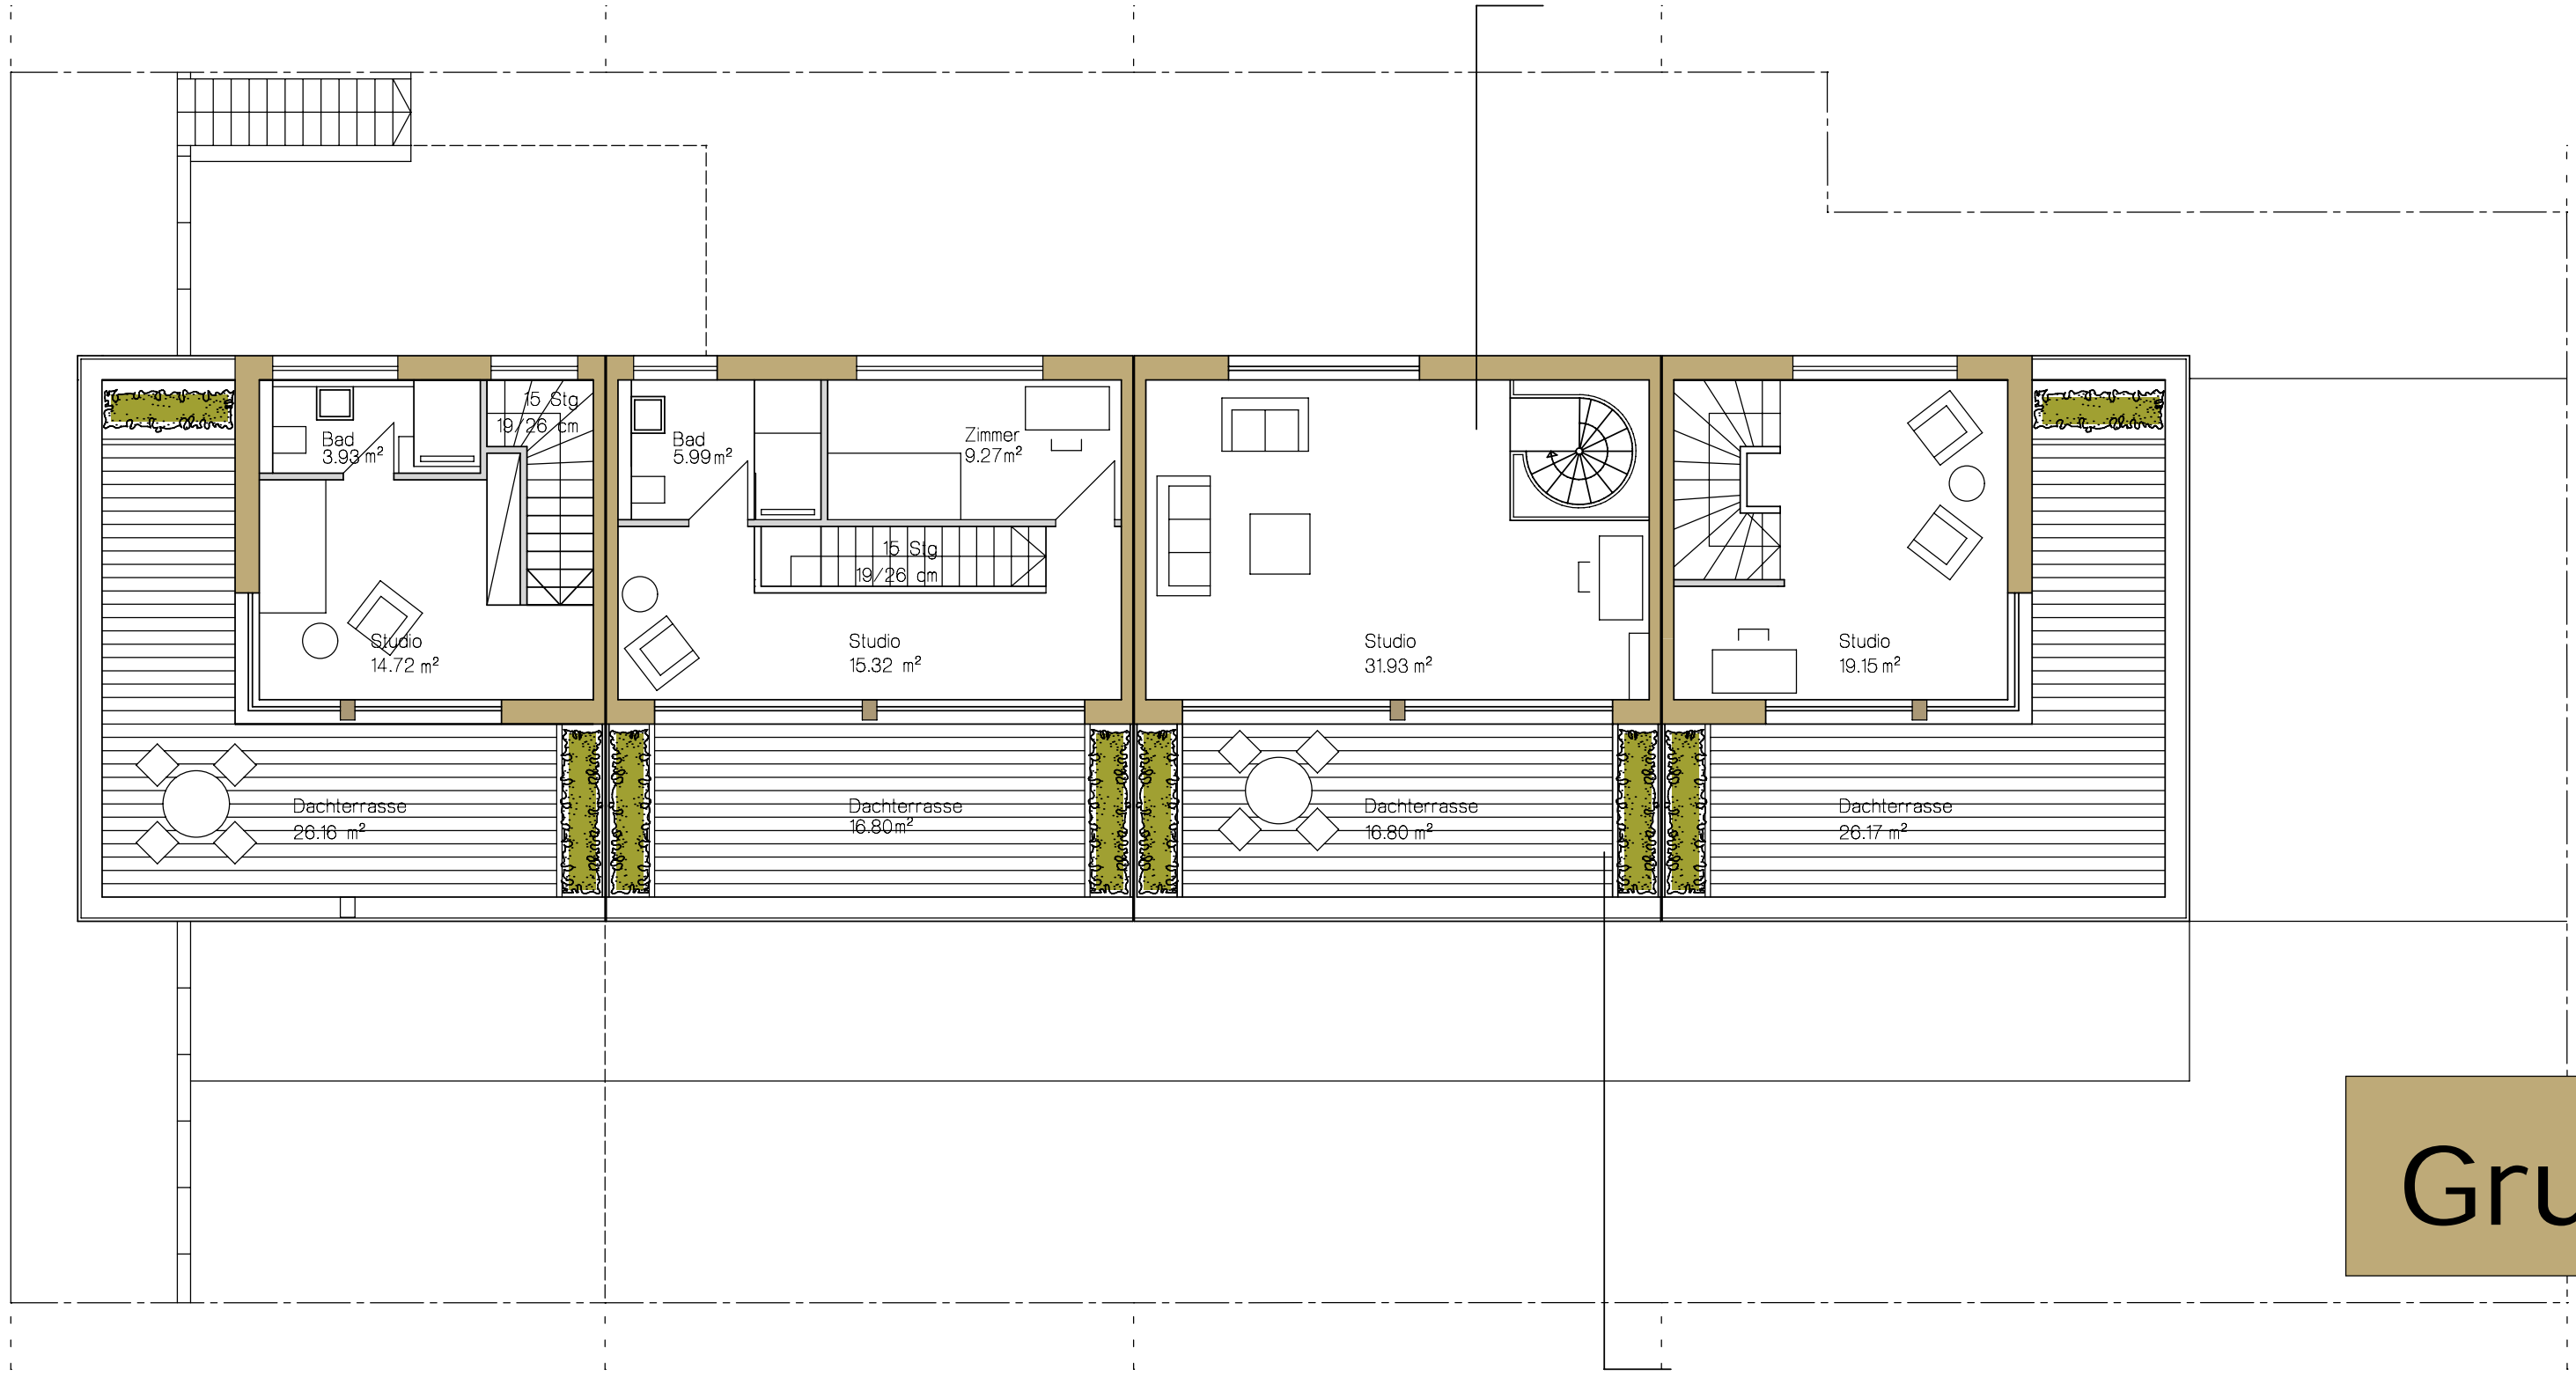 15 Stg
19/26 cm
Bad
3.93 m²
Bad
5.99 m²
Zimmer
9.27 m²
15 Stg
19/26 cm
Studio
14.72 m²
Studio
15.32 m²
Studio
31.93 m²
Studio
19.15 m²
Dachterrasse
26.16 m²
Dachterrasse
16.80 m²
Dachterrasse
16.80 m²
Dachterrasse
26.17 m²
Gru